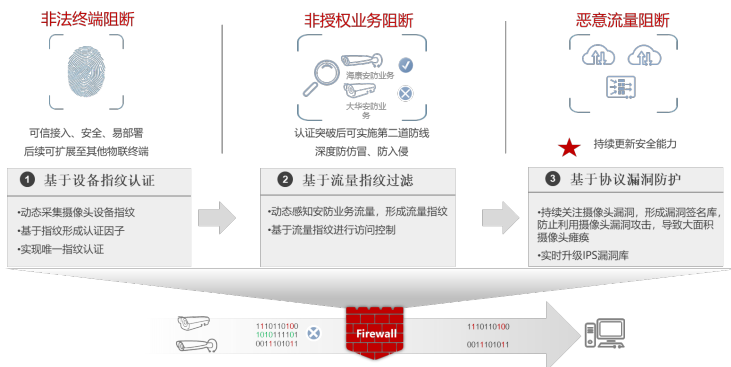 非法终端阻断
非授权业务阻断
恶意流量阻断
海康安防业务
大华安防业
务
可信接入、安全、易部署
后续可扩展至其他物联终端
认证突破后可实施第二道防线
深度防仿冒、防入侵
持续更新安全能力
1 基于设备指纹认证
•动态采集摄像头设备指纹
•基于指纹形成认证因子
•实现唯一指纹认证
2 基于流量指纹过滤
•动态感知安防业务流量，形成流量指纹
•基于流量指纹进行访问控制
3 基于协议漏洞防护
•持续关注摄像头漏洞，形成漏洞签名库，
防止利用摄像头漏洞攻击，导致大面积
摄像头瘫痪
•实时升级IPS漏洞库
1110110100
1010111101
0011101011
Firewall
1110110100
0011101011